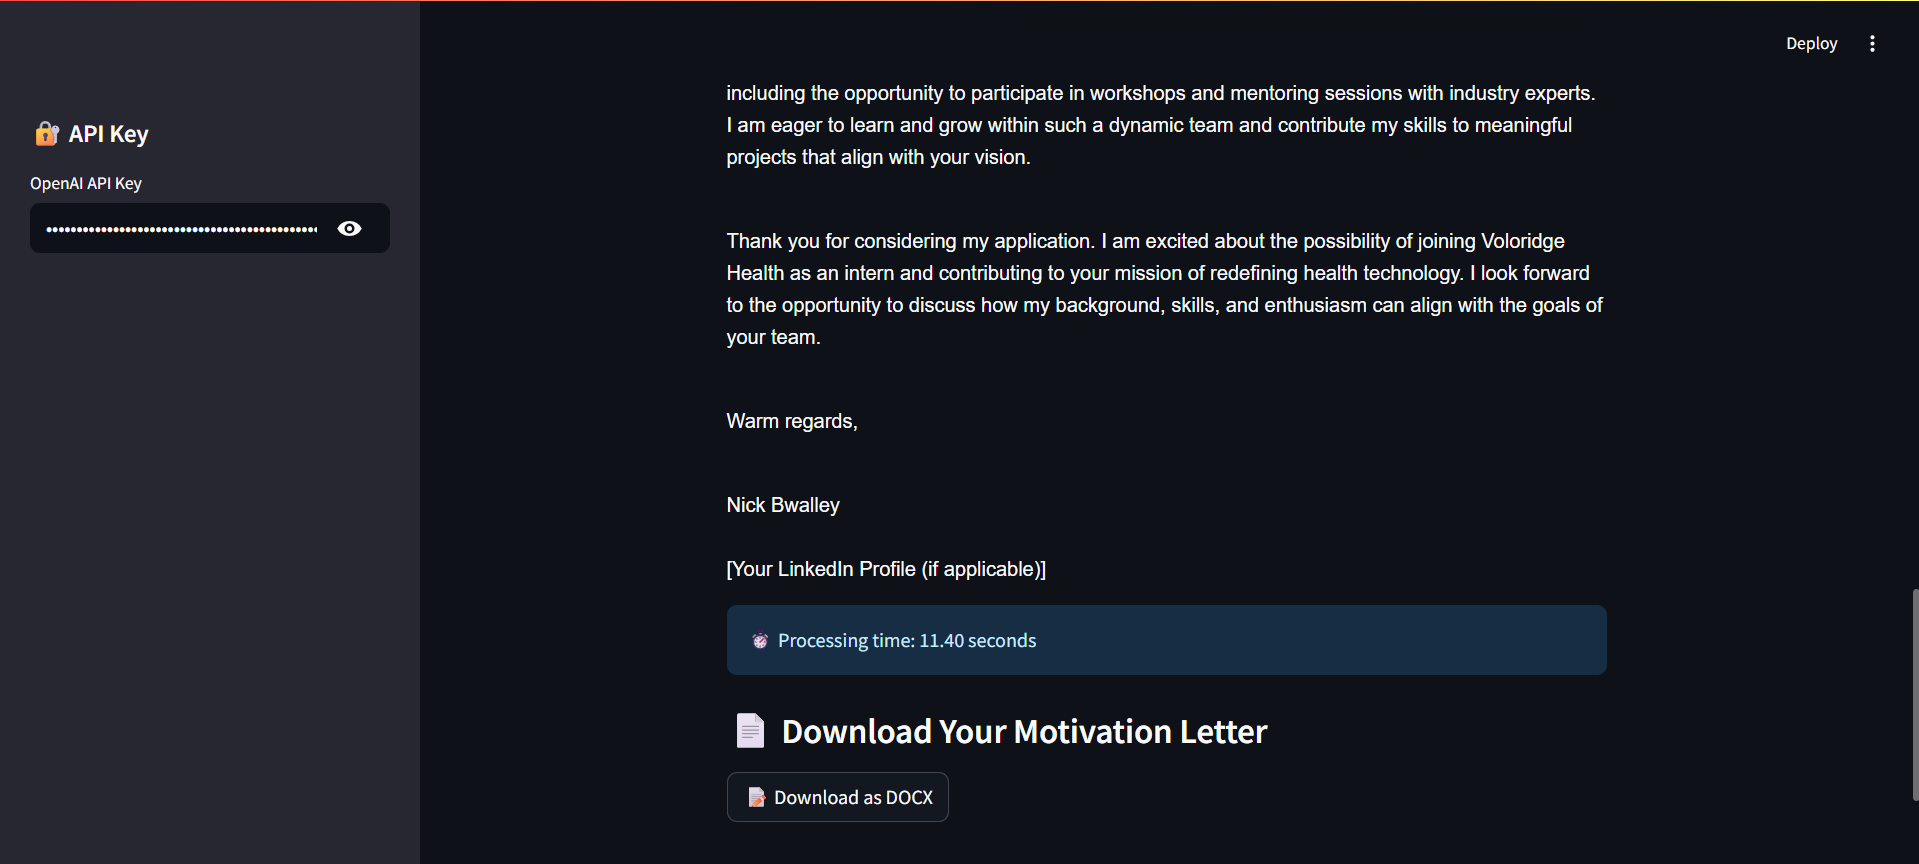 Deploy
API Key
OpenAI API Key
including the opportunity to participate in workshops and mentoring sessions with industry experts.
I am eager to learn and grow within such a dynamic team and contribute my skills to meaningful
projects that align with your vision.
Thank you for considering my application. I am excited about the possibility of joining Voloridge
Health as an intern and contributing to your mission of redefining health technology. I look forward
to the opportunity to discuss how my background, skills, and enthusiasm can align with the goals of
your team.
Warm regards,
Nick Bwalley
[Your LinkedIn Profile (if applicable)]
Processing time: 11.40 seconds
Download Your Motivation Letter
Download as DOCX